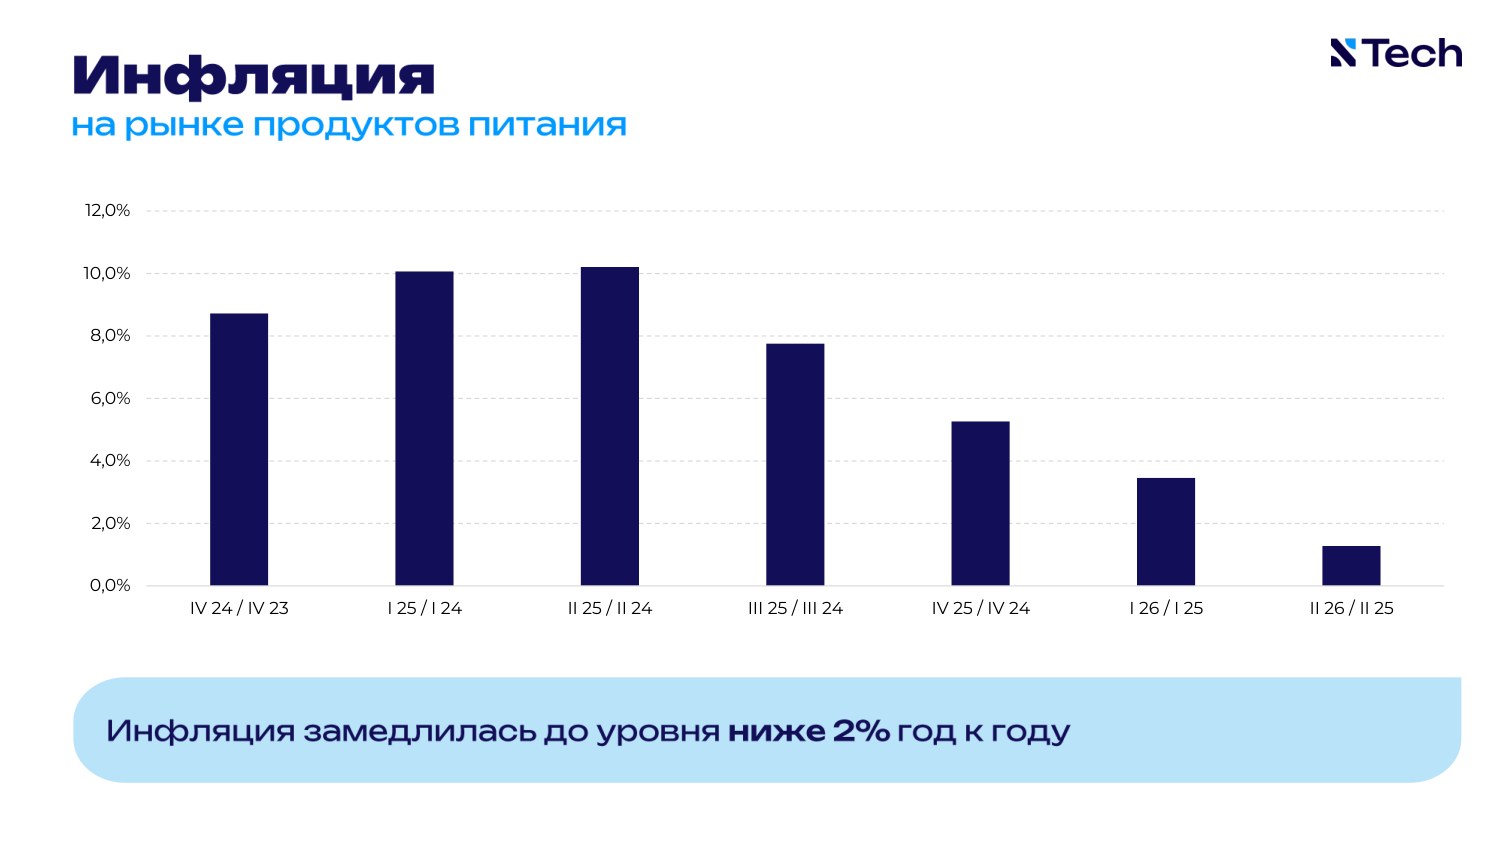 Инфляция
на рынке продуктов питания
Tech
12,0%
10,0%
8,0%
6,0%
4,0%
2,0%
0,0%
IV 24 / IV 23
I 25 / I 24
II 25 / II 24
III 25 / III 24
IV 25 / IV 24
I 26 / I 25
II 26 / II 25
Инфляция замедлилась до уровня ниже 2% год к году